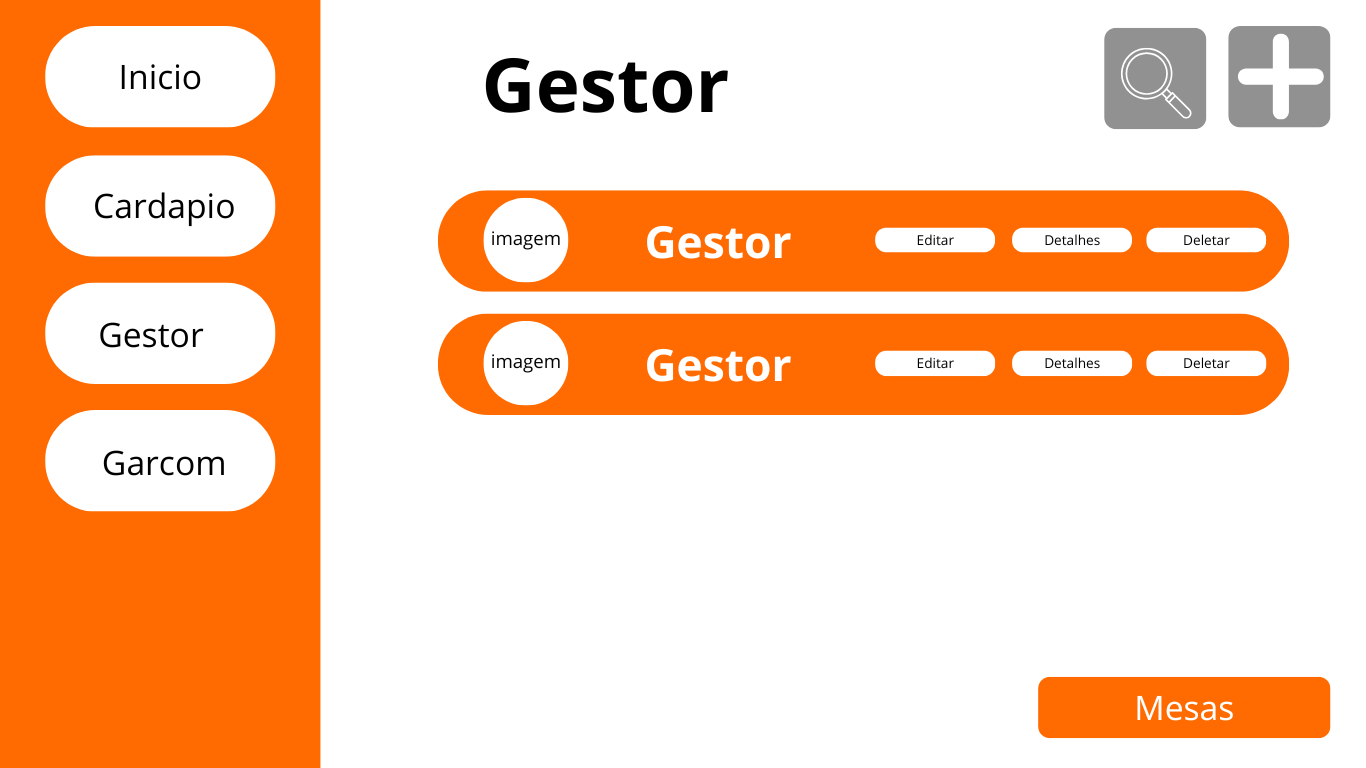 Inicio
Cardapio
Gestor
Garcom
Gestor
imagem Gestor Editar Detalhes Deletar
imagem Gestor Editar Detalhes Deletar
Mesas